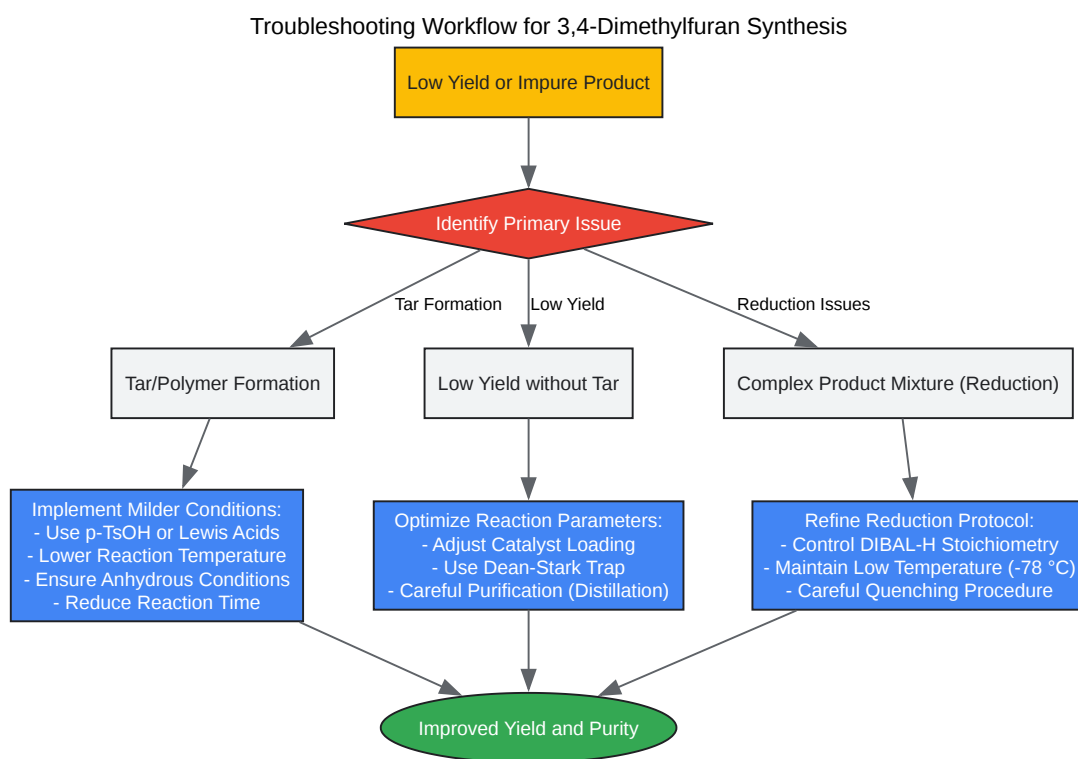 Troubleshooting Workflow for 3,4-Dimethylfuran Synthesis
Low Yield or Impure Product
Identify Primary Issue
Tar Formation
Low Yield
Reduction Issues
Tar/Polymer Formation
Low Yield without Tar
Complex Product Mixture (Reduction)
Implement Milder Conditions:
- Use p-TsOH or Lewis Acids
- Lower Reaction Temperature
- Ensure Anhydrous Conditions
- Reduce Reaction Time
Optimize Reaction Parameters:
- Adjust Catalyst Loading
- Use Dean-Stark Trap
- Careful Purification (Distillation)
Refine Reduction Protocol:
- Control DIBAL-H Stoichiometry
- Maintain Low Temperature (-78 °C)
- Careful Quenching Procedure
Improved Yield and Purity